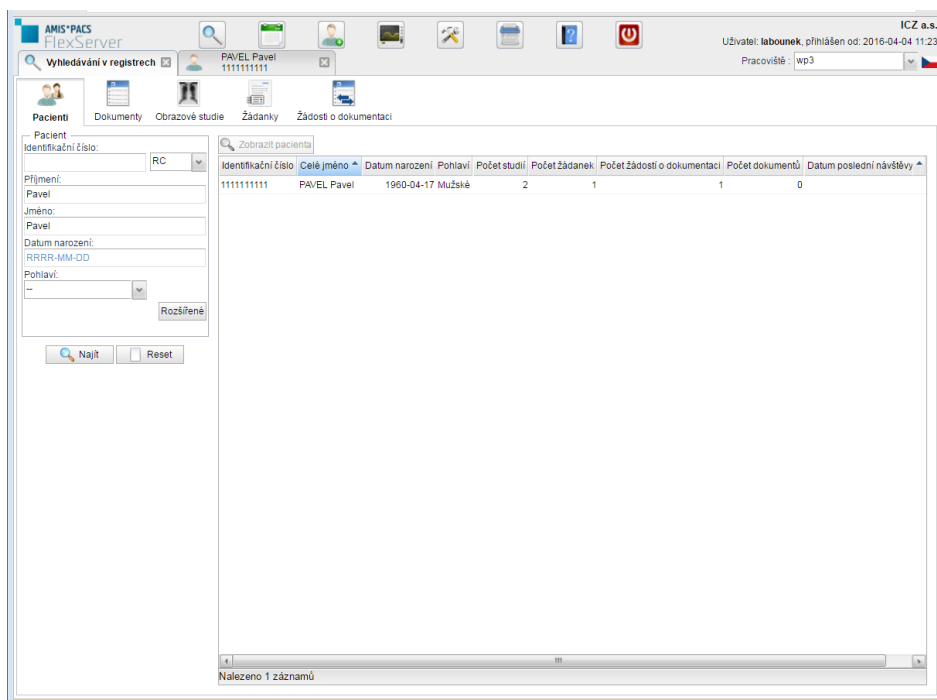 AMIS*PACS
FlexServer
ICZ a.s.
Uživatel: labounek, přihlášen od: 2016-04-04 11:23
Pracoviště : wp3
Vyhledávání v registrech
PAVEL Pavel
1111111111
Pacienti Dokumenty Obrazové studie Žádanky Žádosti o dokumentaci
Pacient
Identifikační číslo:
RC
Příjmení:
Pavel
Jméno:
Pavel
Datum narození:
RRRR-MM-DD
Pohlaví:
--
Rozšířené
Najít Reset
Zobrazit pacienta
Identifikační číslo Celé jméno Datum narození Pohlaví Počet studií Počet žádanek Počet žádostí o dokumentaci Počet dokumentů Datum poslední návštěvy
1111111111 PAVEL Pavel 1960-04-17 Mužské 2 1 1 0
Nalezeno 1 záznamů